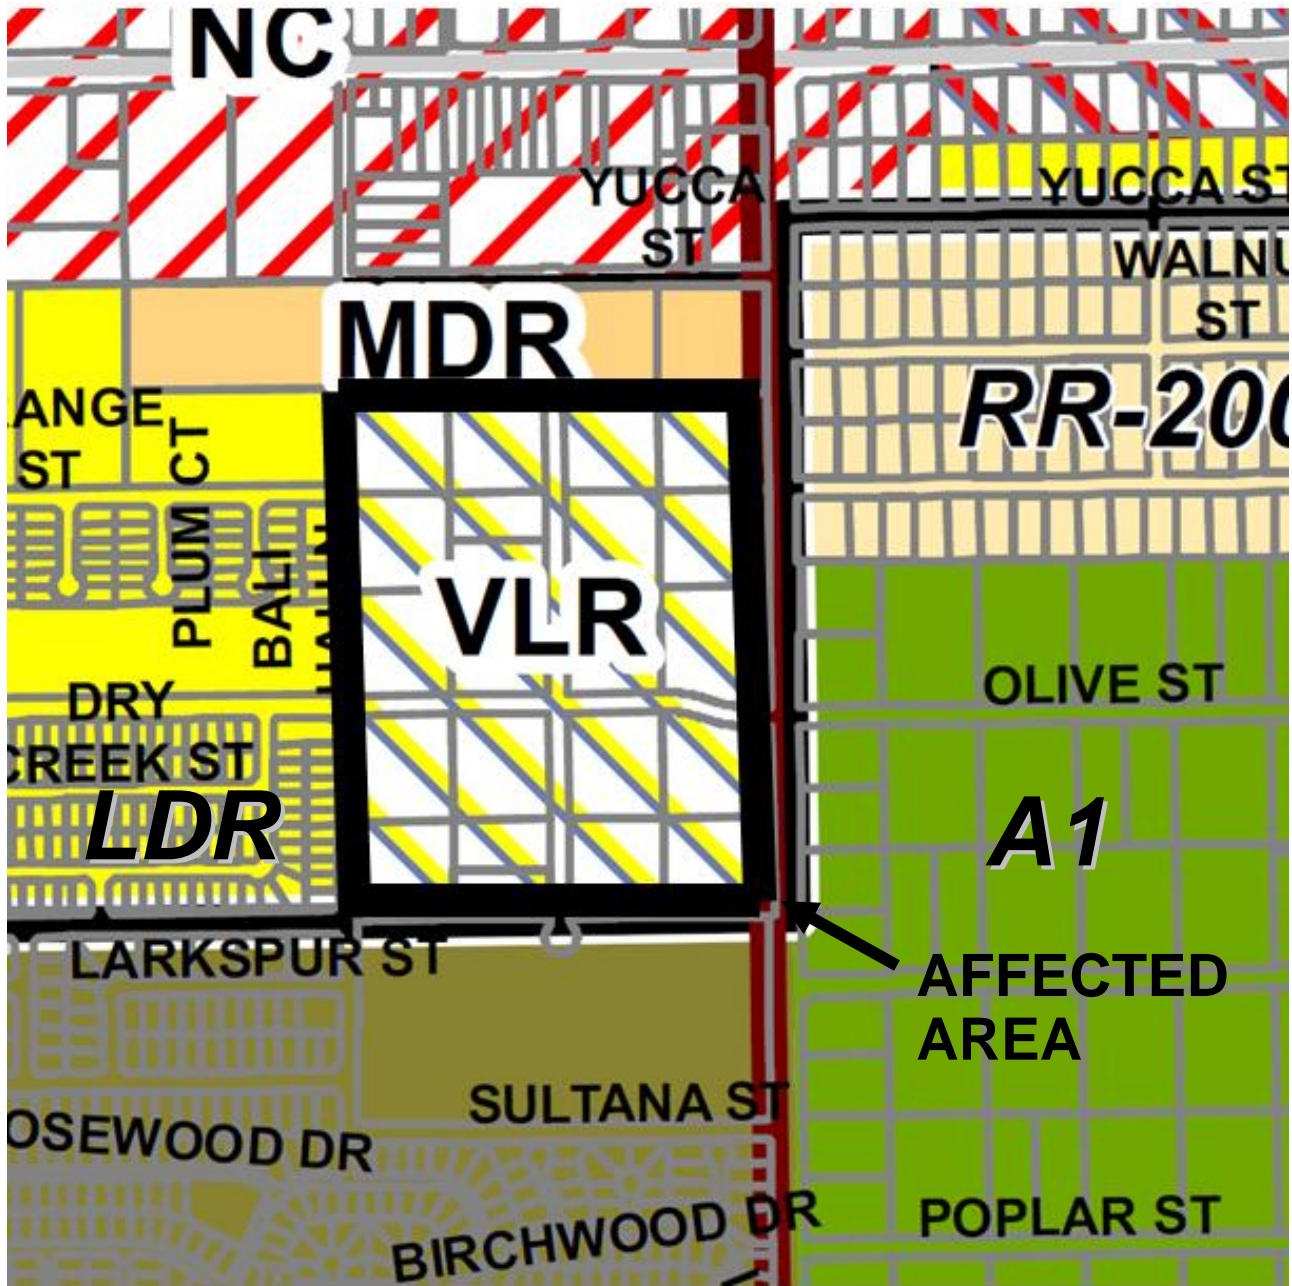 NC
YUCCA
ST
YUCCA ST
WALNU
ST
MDR
RR-200
ANGE
ST
PLUM CT
BALI
VLR
OLIVE ST
DRY
CREEK ST
LDR
A1
LARKSPUR ST
AFFECTED
AREA
SULTANA ST
OSEWOOD DR
BIRCHWOOD DR
POPLAR ST